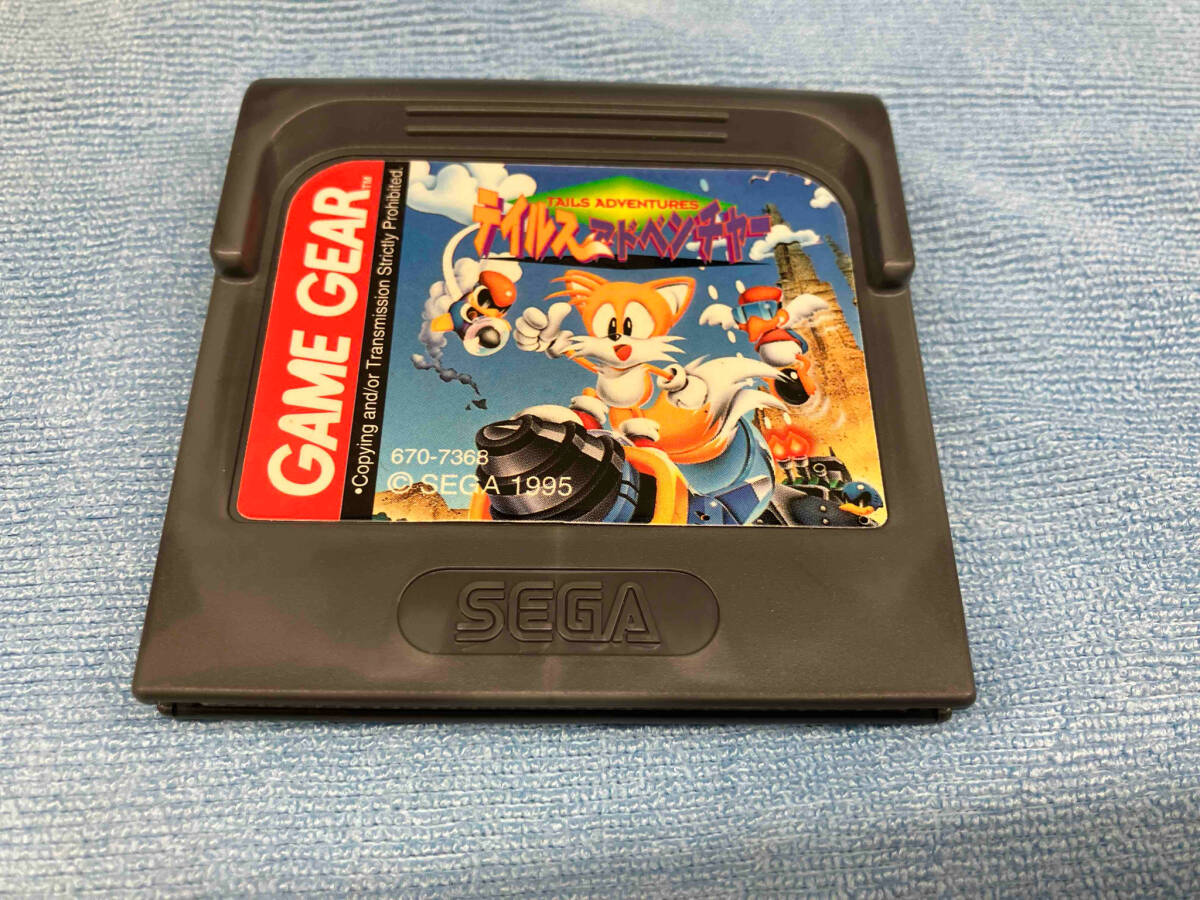 GAME GEAR™
•Copying and/or Transmission Strictly Prohibited.
TAILS ADVENTURES
テイルスアドベンチャー
670-7368
© SEGA 1995
SEGA